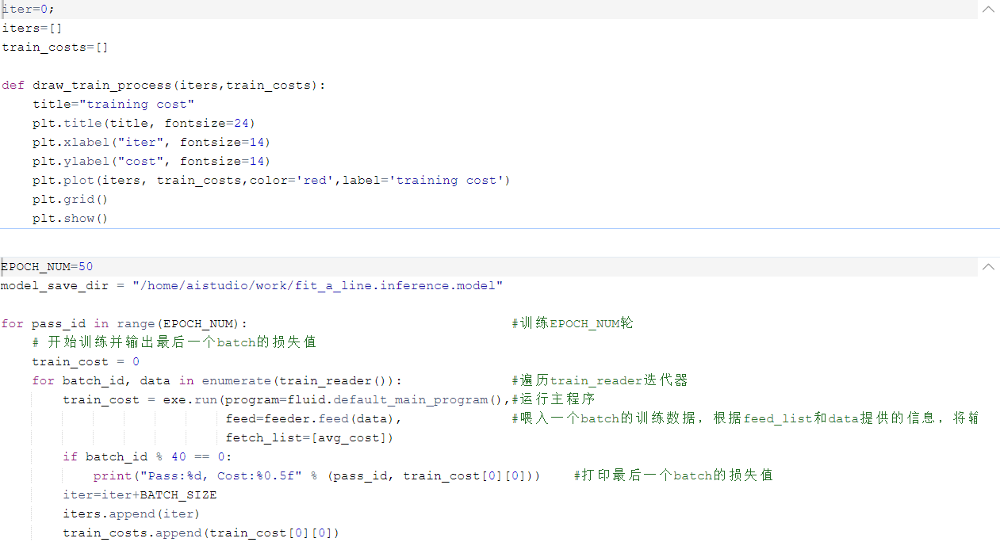 iter=0;
iters=[]
train_costs=[]
def draw_train_process(iters,train_costs):
    title="training cost"
    plt.title(title, fontsize=24)
    plt.xlabel("iter", fontsize=14)
    plt.ylabel("cost", fontsize=14)
    plt.plot(iters, train_costs,color='red',label='training cost')
    plt.grid()
    plt.show()
EPOCH_NUM=50
model_save_dir = "/home/aistudio/work/fit_a_line.inference.model"
for pass_id in range(EPOCH_NUM):                                  #训练EPOCH_NUM轮
    # 开始训练并输出最后一个batch的损失值
    train_cost = 0
    for batch_id, data in enumerate(train_reader()):              #遍历train_reader迭代器
        train_cost = exe.run(program=fluid.default_main_program(),#运行主程序
                             feed=feeder.feed(data),              #喂入一个batch的训练数据，根据feed_list和data提供的信息，将输
                             fetch_list=[avg_cost])
        if batch_id % 40 == 0:
            print("Pass:%d, Cost:%0.5f" % (pass_id, train_cost[0][0]))    #打印最后一个batch的损失值
        iter=iter+BATCH_SIZE
        iters.append(iter)
        train_costs.append(train_cost[0][0])